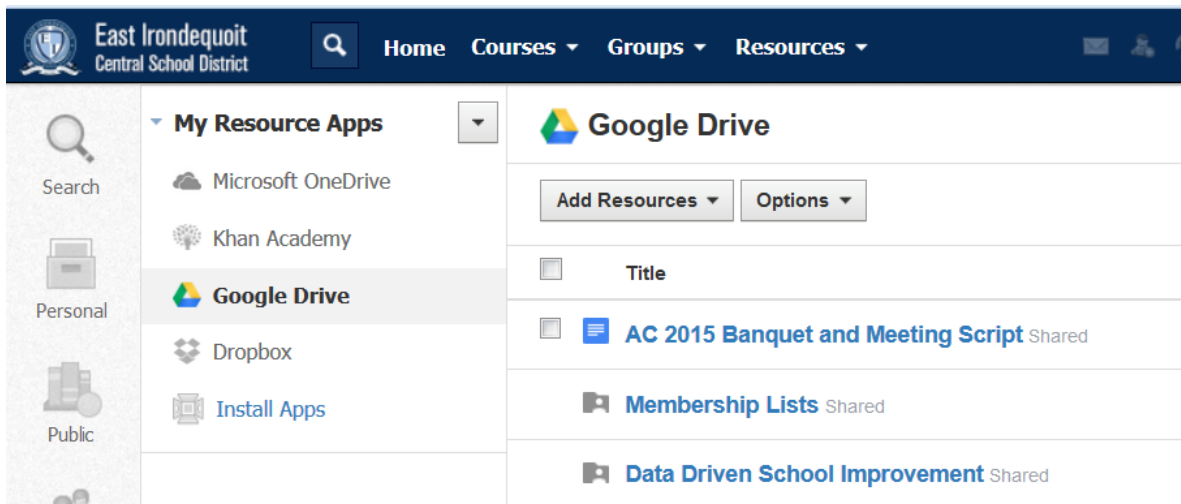 East Irondequoit
Central School District
Home Courses Groups Resources
Search
Personal
Public
My Resource Apps
Microsoft OneDrive
Khan Academy
Google Drive
Dropbox
Install Apps
Google Drive
Add Resources Options
Title
AC 2015 Banquet and Meeting Script Shared
Membership Lists Shared
Data Driven School Improvement Shared